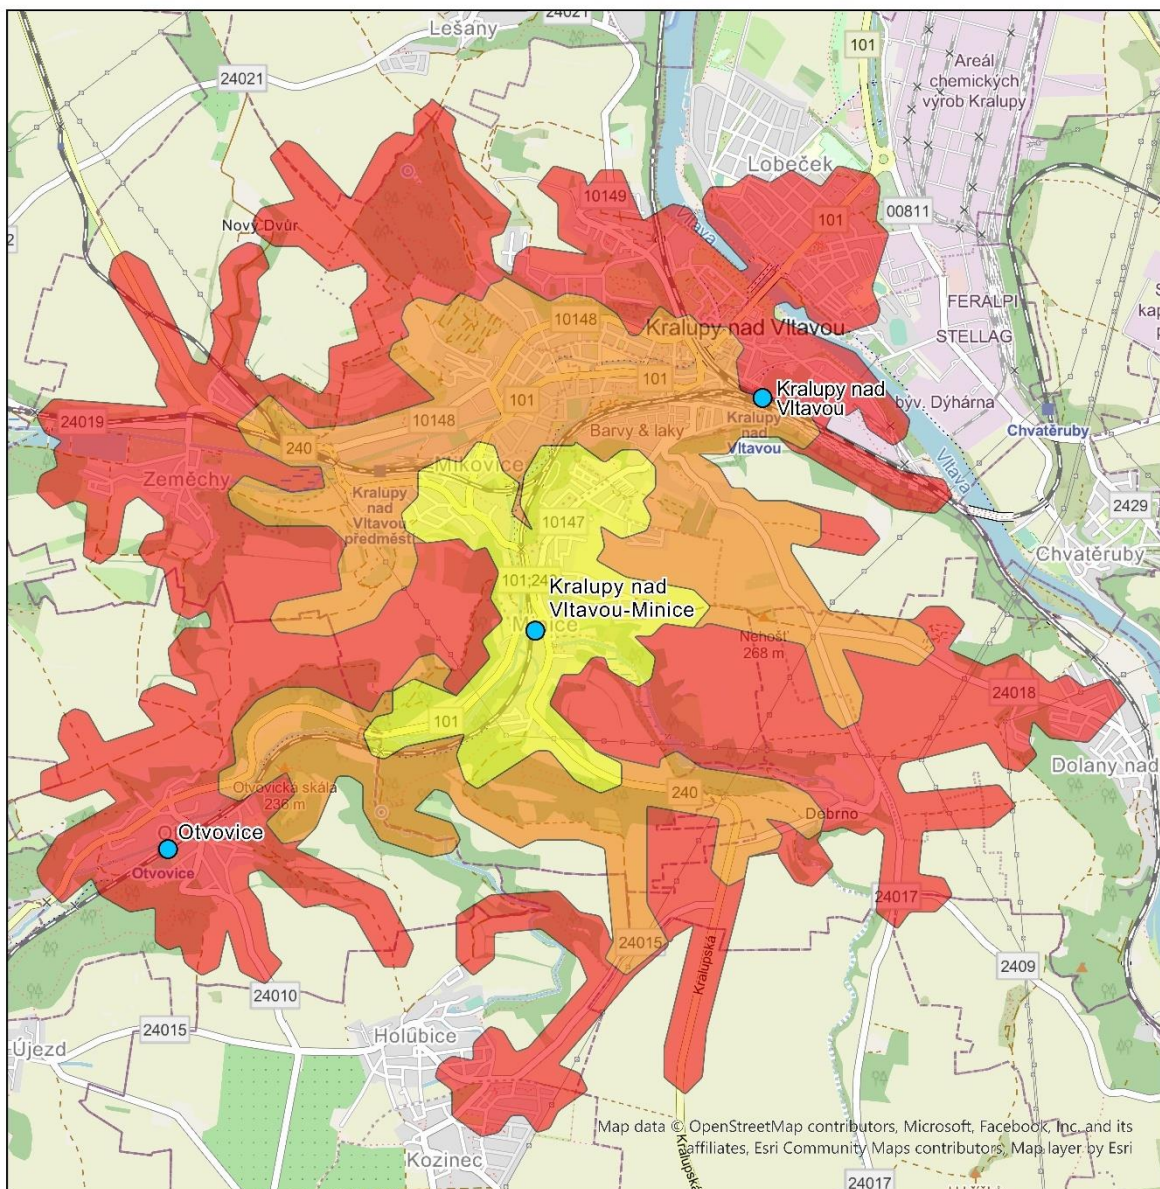 Lešany
24021
24021
101
Areál
chemických
výrob Kralupy
Lobeček
10149
101
00811
Vltava
Nový Dvůr
FERALPI
STELLAG
10148
Kralupy nad Vltavou
101
101
Kralupy nad
Vltavou
býv. Dýhárna
24019
10148
Barvy & laky
Kralupy
nad
Vltavou
Chvatěruby
240
Mikovice
Zeměchy
Vltava
Kralupy
nad
Vltavou
předměstí
10147
2429
Chvatěruby
Kralupy nad
Vltavou-Minice
Minice
Nehošť
268 m
24018
101
Dolany nad
Otvovická skála
236 m
240
Debrno
Otvovice
Otvovice
24017
24015
Kralupská
2409
24010
24015
Holubice
Újezd
Map data © OpenStreetMap contributors, Microsoft, Facebook, Inc. and its
affiliates, Esri Community Maps contributors, Map layer by Esri
Kralupská
Kozinec
24017